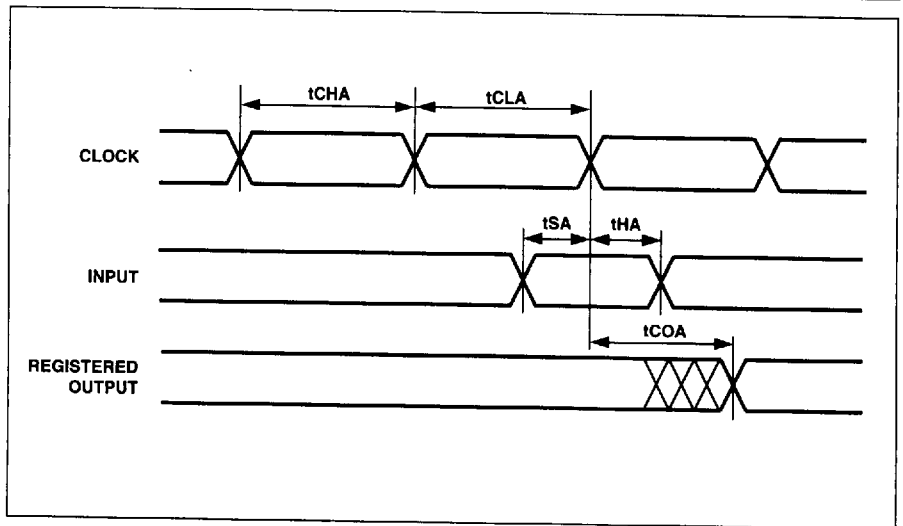 tCHA tCLA
CLOCK
tSA tHA
INPUT
tCOA
REGISTERED
OUTPUT